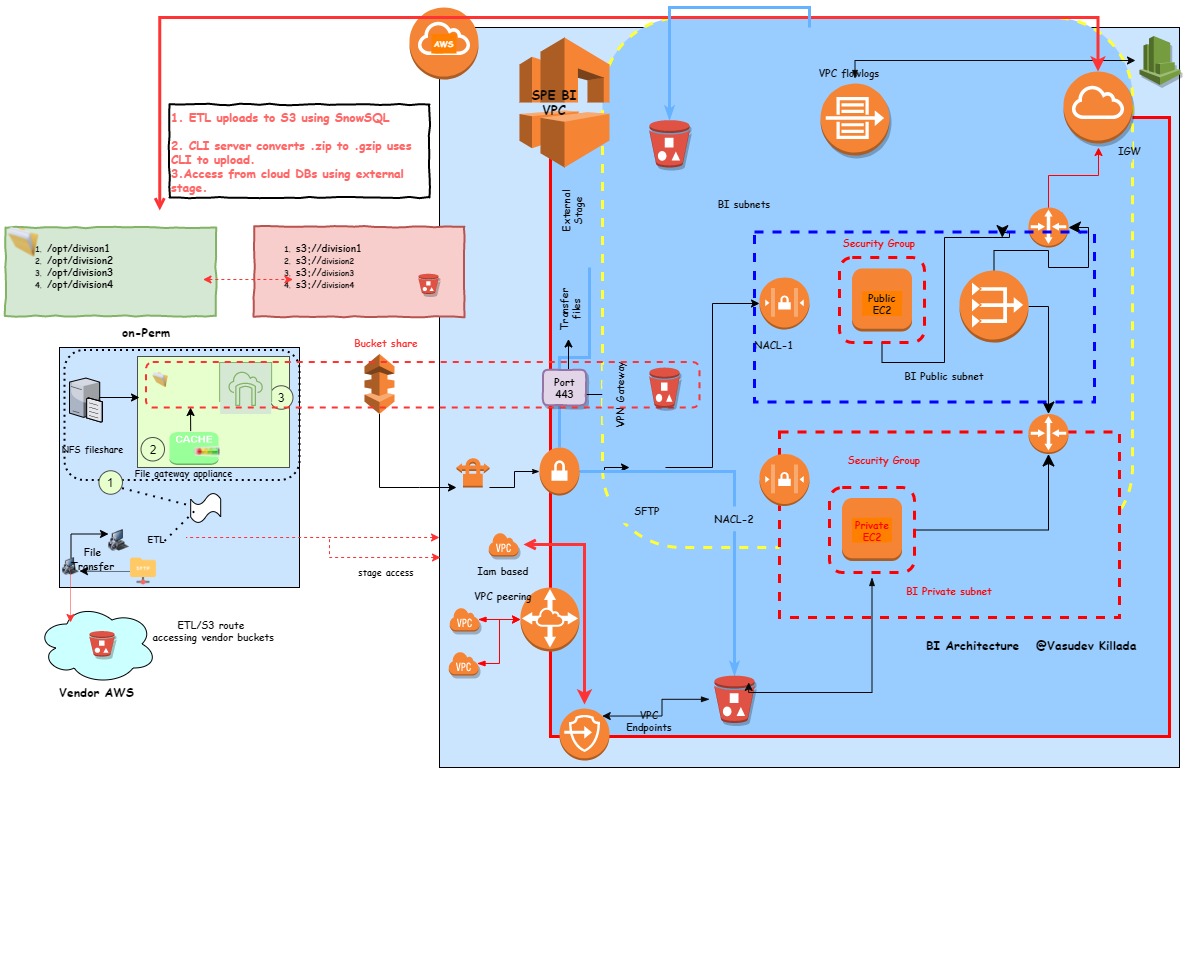 AWS
SPE BI
VPC
VPC flowlogs
IGW
1. ETL uploads to S3 using SnowSQL
2. CLI server converts .zip to .gzip uses
CLI to upload.
3.Access from cloud DBs using external
stage.
External
Stage
BI subnets
1. /opt/divison1
2. /opt/division2
3. /opt/division3
4. /opt/division4
1. s3;//division1
2. s3;//division2
3. s3;//division3
4. s3;//division4
Security Group
Public
EC2
Transfer
files
on-Perm
Bucket share
NACL-1
BI Public subnet
Port
443
VPN Gateway
3
2
CACHE
NFS fileshare
File gateway appliance
1
Security Group
SFTP
NACL-2
Private
EC2
ETL
File
Transfer
SFTP
stage access
VPC
Iam based
VPC peering
VPC
VPC
BI Private subnet
ETL/S3 route
accessing vendor buckets
BI Architecture @Vasudev Killada
Vendor AWS
VPC
Endpoints